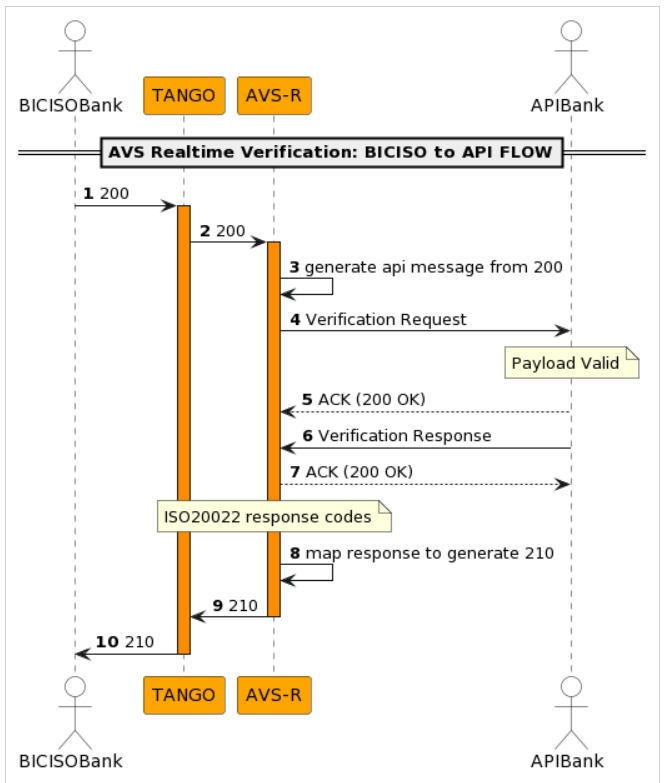 BICISOBank
TANGO
AVS-R
APIBank
AVS Realtime Verification: BICISO to API FLOW
1 200
2 200
3 generate api message from 200
4 Verification Request
Payload Valid
5 ACK (200 OK)
6 Verification Response
7 ACK (200 OK)
ISO20022 response codes
8 map response to generate 210
9 210
10 210
TANGO
AVS-R
BICISOBank
APIBank